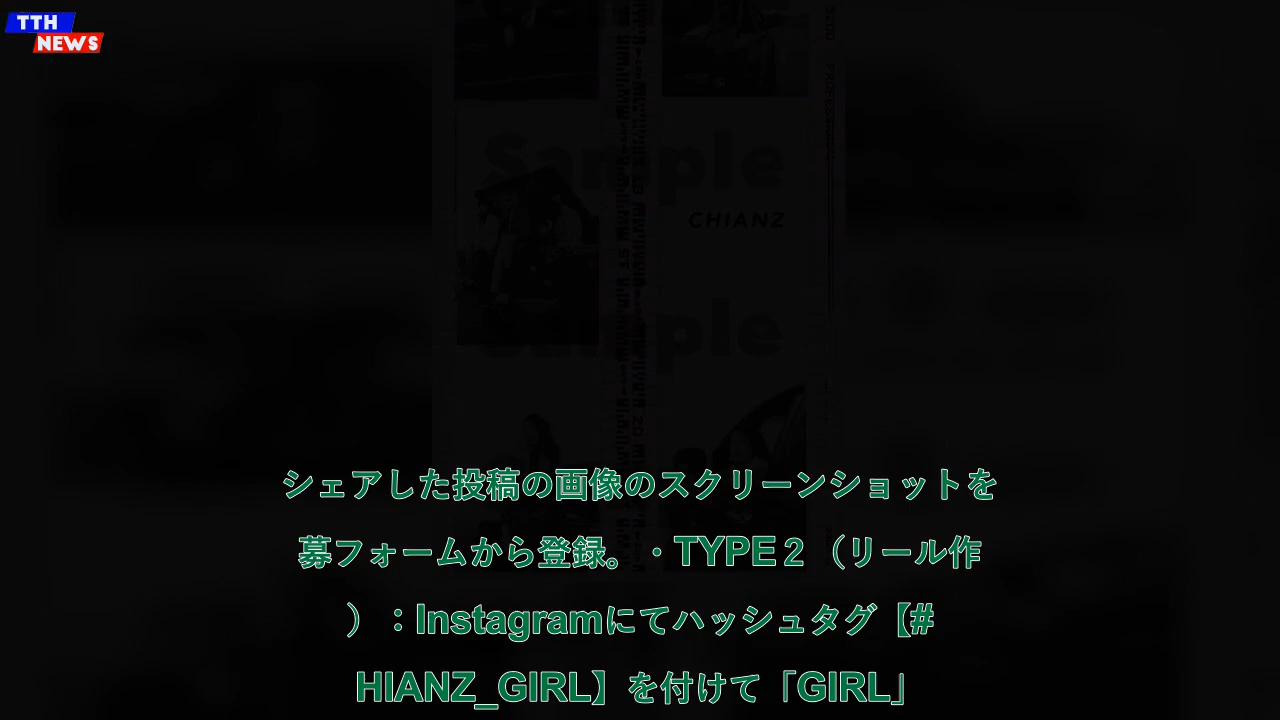 TTH
NEWS
Sample
CHIANZ
シェアした投稿の画像のスクリーンショットを
募フォームから登録。・TYPE２（リール作
）：Instagramにてハッシュタグ【#
HIANZ_GIRL】を付けて「GIRL」